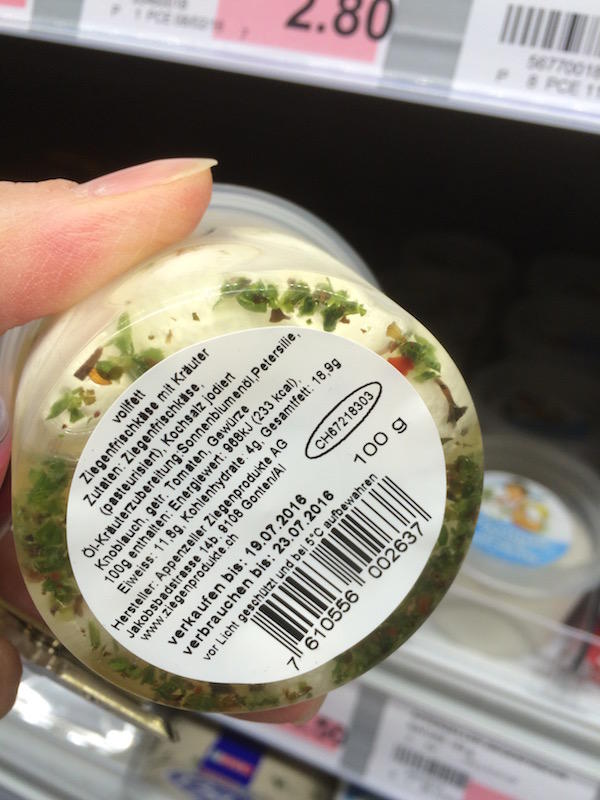 2.80
vollfett
Ziegenfrischkäse mit Kräuter
Zutaten: Ziegenfrischkäse,
(pasteurisiert), Kochsalz jodiert
Öl-Kräuterzubereitung,Sonnenblumenöl,Petersilie,
Knoblauch, getr. Tomaten, Gewürze
100g enthalten: Energiewert: 968kJ (233 kcal),
Eiweiss: 11.8g, Kohlenhydrate: 4g, Gesamtfett: 18.9g
Hersteller: Appenzeller Ziegenprodukte AG
Jakobsbadstrasse 4b, 9108 Gonten/AI
www.ziegenprodukte.ch
CH67218303
100 g
verkaufen bis: 19.07.2016
verbrauchen bis: 23.07.2016
vor Licht geschützt und bei 5°C aufbewahren
7 610556 002637